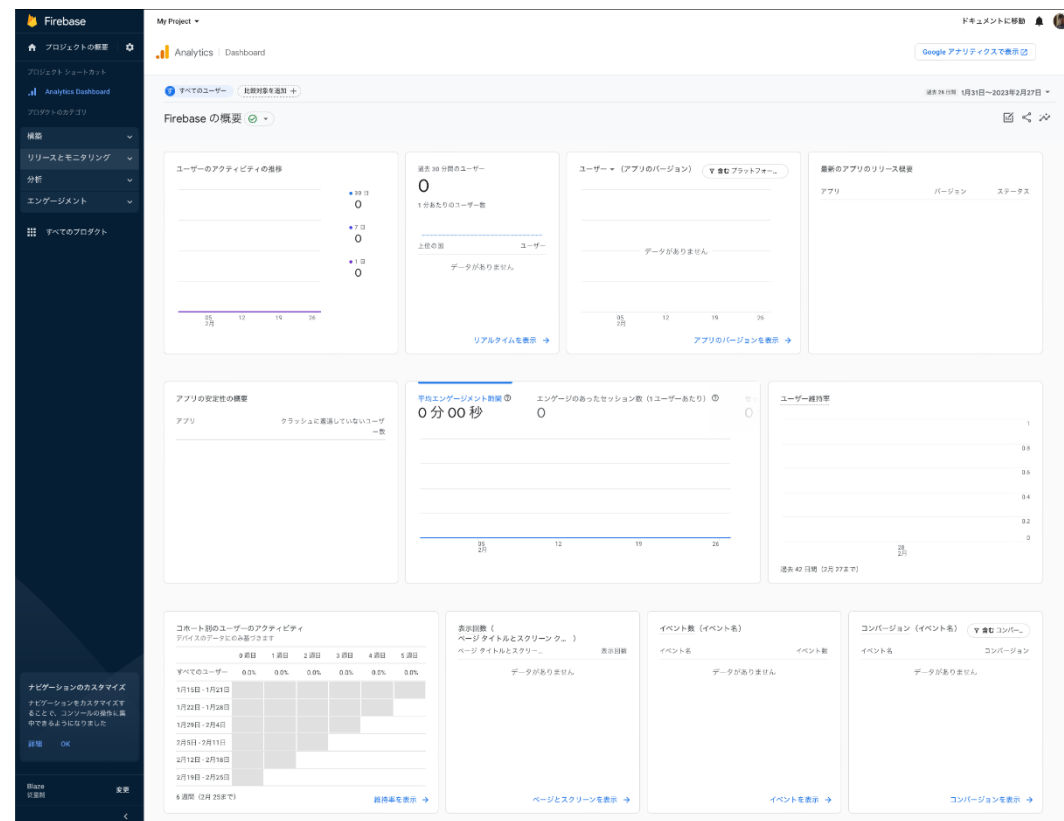 Firebase
プロジェクトの概要
プロジェクト ショートカット
Analytics Dashboard
プロダクトのカテゴリ
構築
リリースとモニタリング
分析
エンゲージメント
すべてのプロダクト
ナビゲーションのカスタマイズ
ナビゲーションをカスタマイズす
ることで、コンソールの操作に集
中できるようになりました
詳細 OK
Blaze
従量制
変更
My Project
ドキュメントに移動
Analytics Dashboard
Google アナリティクスで表示
すべてのユーザー
比較対象を追加
過去 28 日間 1月31日～2023年2月27日
Firebase の概要
ユーザーのアクティビティの推移
30 日
0
7 日
0
1 日
0
05 12 19 26
2月
過去 30 分間のユーザー
0
1 分あたりのユーザー数
上位の国 ユーザー
データがありません
リアルタイムを表示
ユーザー (アプリのバージョン)
含む プラットフォー...
データがありません
05 12 19 26
2月
アプリのバージョンを表示
最新のアプリのリリース概要
アプリ バージョン ステータス
アプリの安定性の概要
アプリ クラッシュに遭遇していないユーザ
ー数
平均エンゲージメント時間 エンゲージのあったセッション数（1 ユーザーあたり）
0 分 00 秒 0 0
05 12 19 26
2月
ユーザー維持率
1
0.8
0.6
0.4
0.2
0
28
2月
過去 42 日間（2月 27まで）
コホート別のユーザーのアクティビティ
デバイスのデータにのみ基づきます
0 週目 1 週目 2 週目 3 週目 4 週目 5 週目
すべてのユーザー 0.0% 0.0% 0.0% 0.0% 0.0% 0.0%
1月15日 - 1月21日
1月22日 - 1月28日
1月29日 - 2月4日
2月5日 - 2月11日
2月12日 - 2月18日
2月19日 - 2月25日
6 週間（2月 25まで）
維持率を表示
表示回数（
ページ タイトルとスクリーン ク... ）
ページ タイトルとスクリー... 表示回数
データがありません
ページとスクリーンを表示
イベント数（イベント名）
イベント名 イベント数
データがありません
イベントを表示
コンバージョン（イベント名）
含む コンバー...
イベント名 コンバージョン
データがありません
コンバージョンを表示